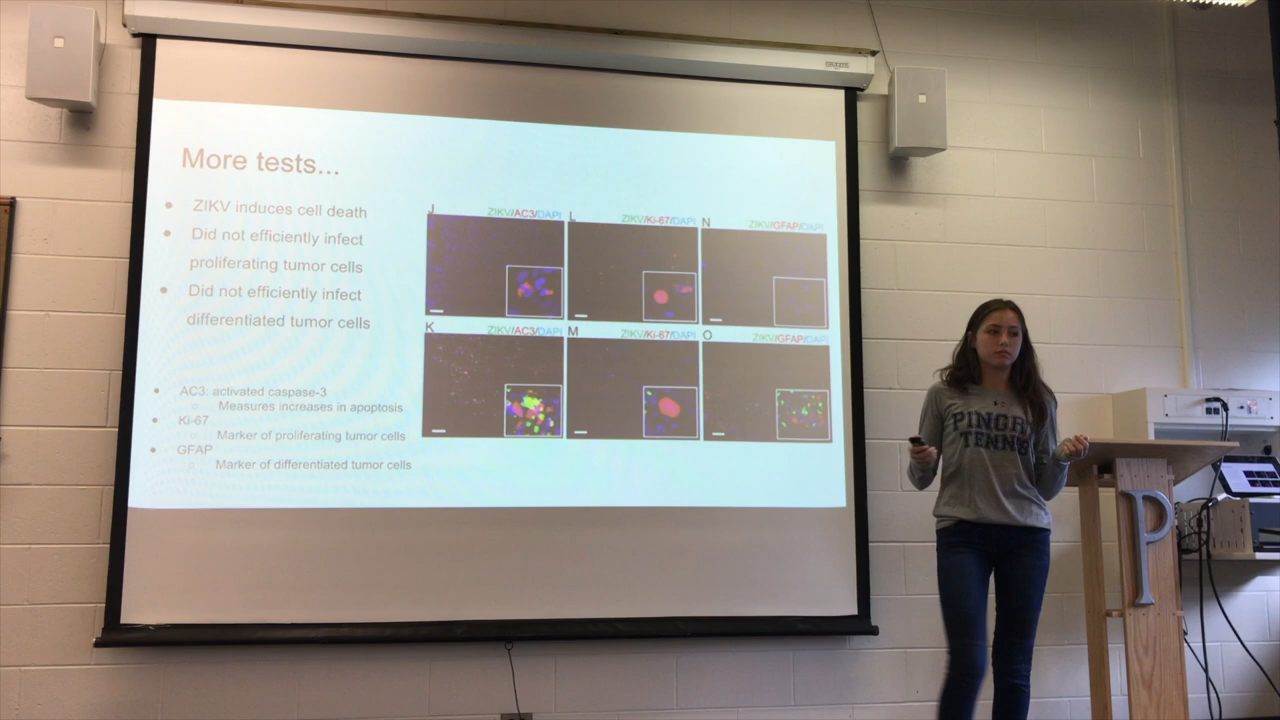 More tests...
ZIKV induces cell death
Did not efficiently infect
proliferating tumor cells
Did not efficiently infect
differentiated tumor cells
AC3: activated caspase-3
Measures increases in apoptosis
Ki-67
Marker of proliferating tumor cells
GFAP
Marker of differentiated tumor cells
J ZIKV/AC3/DAPI L ZIKV/Ki-67/DAPI N ZIKV/GFAP/DAPI
K ZIKV/AC3/DAPI M ZIKV/Ki-67/DAPI O ZIKV/GFAP/DAPI
PINGRY
TENNIS
P